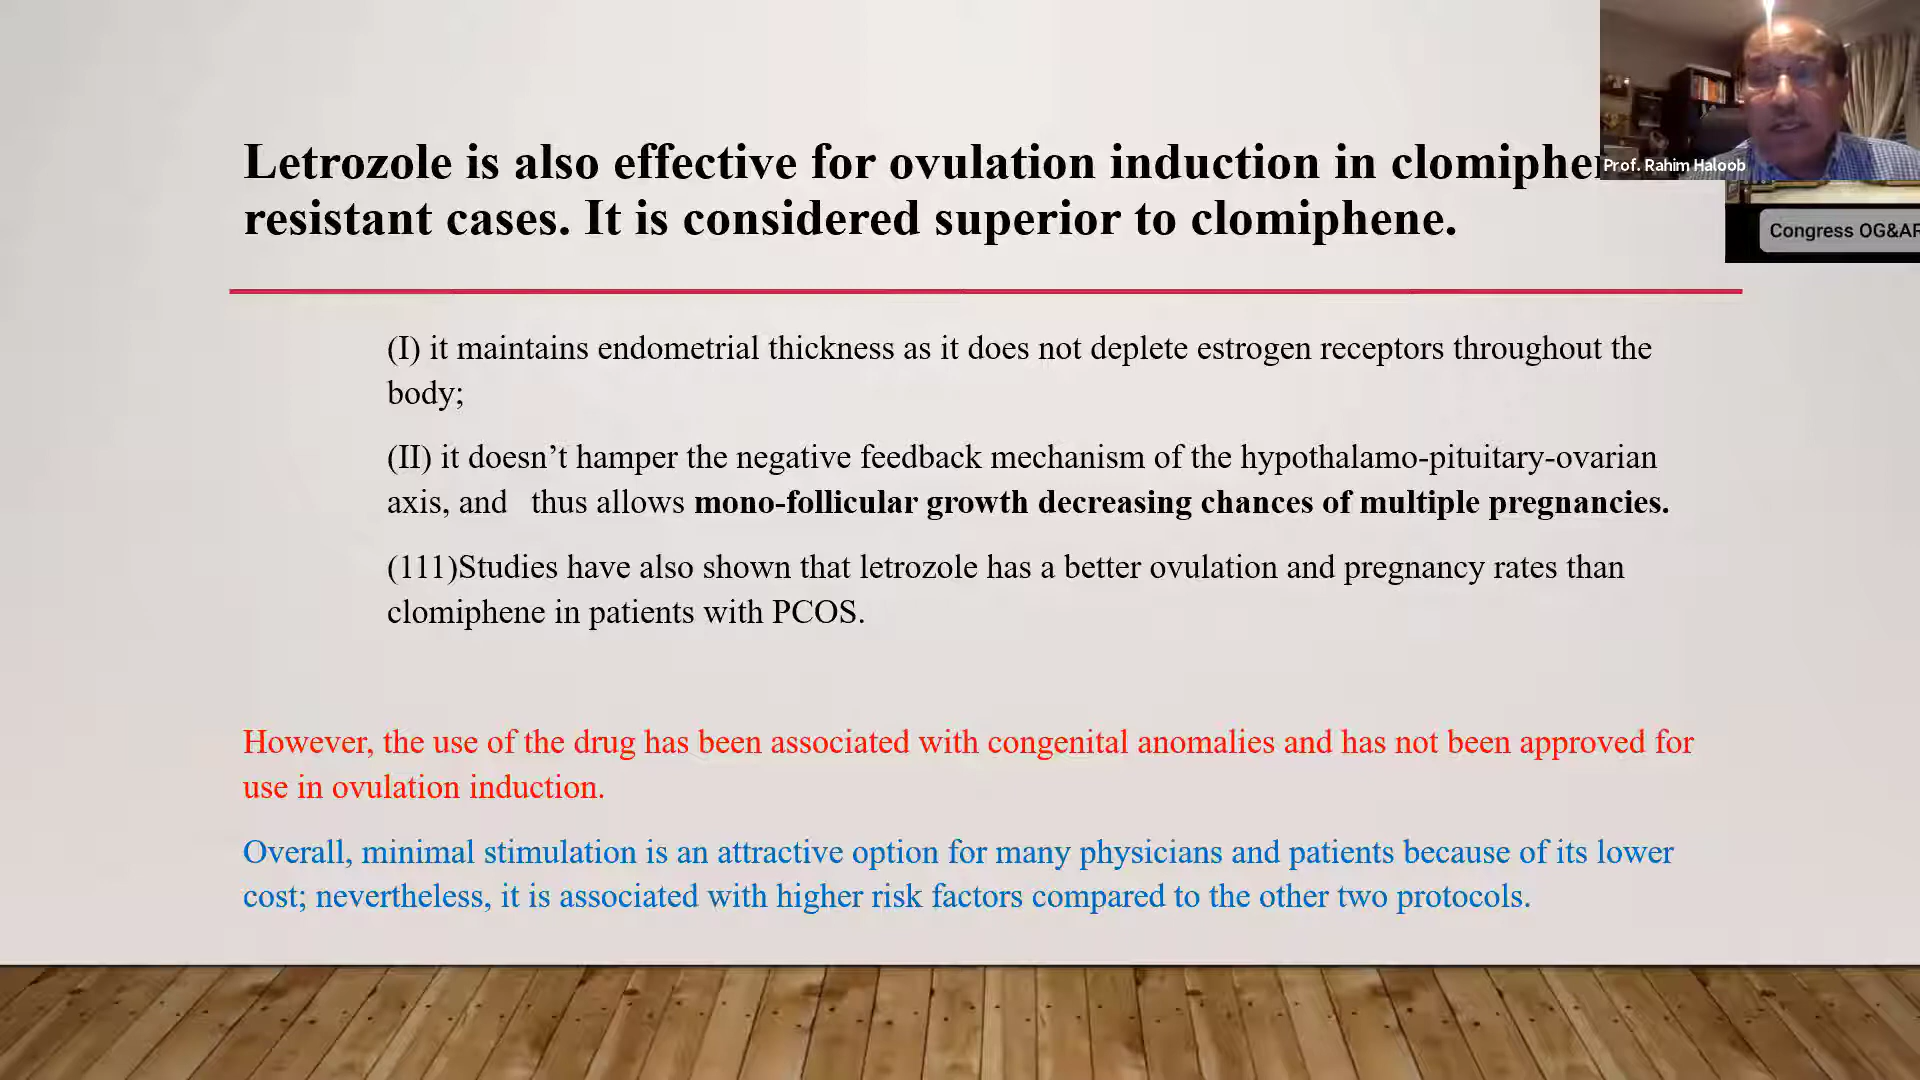 Letrozole is also effective for ovulation induction in
resistant cases. It is considered superior to clomiphene.
Prof. Rahim Haloob
Congress OG&AR
(I) it maintains endometrial thickness as it does not deplete estrogen receptors throughout the
body;
(II) it doesn’t hamper the negative feedback mechanism of the hypothalamo-pituitary-ovarian
axis, and thus allows mono-follicular growth decreasing chances of multiple pregnancies.
(111)Studies have also shown that letrozole has a better ovulation and pregnancy rates than
clomiphene in patients with PCOS.
However, the use of the drug has been associated with congenital anomalies and has not been approved for
use in ovulation induction.
Overall, minimal stimulation is an attractive option for many physicians and patients because of its lower
cost; nevertheless, it is associated with higher risk factors compared to the other two protocols.